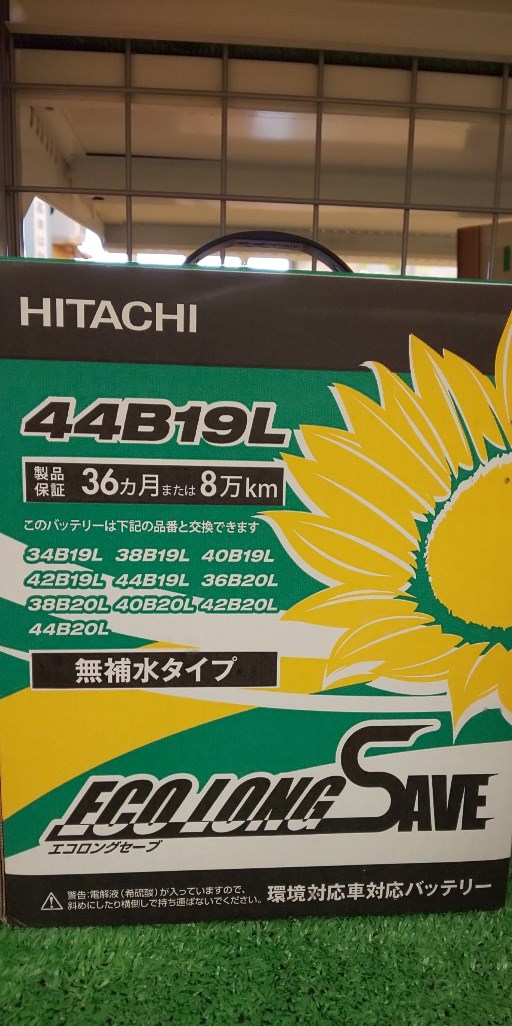 HITACHI
44B19L
製品保証 36カ月または8万km
このバッテリーは下記の品番と交換できます
34B19L 38B19L 40B19L
42B19L 44B19L 36B20L
38B20L 40B20L 42B20L
44B20L
無補水タイプ
ECO LONG SAVE
エコロングセーブ
警告:電解液(希硫酸)が入っていますので、
斜めにしたり横倒しで持ち運ばないでください。
環境対応車対応バッテリー